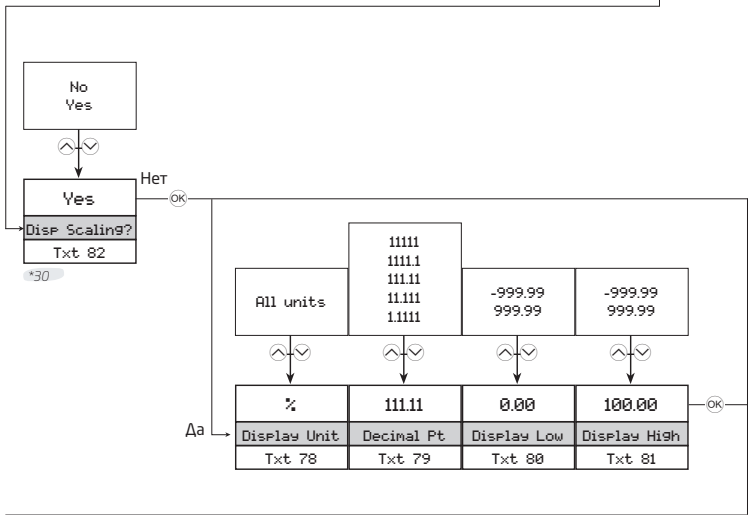 No
Yes
Нет
OK
Yes
Disp Scaling?
Txt 82
*30
All units
11111
1111.1
111.11
11.111
1.1111
-999.99
999.99
-999.99
999.99
Да
%
111.11
0.00
100.00
OK
Display Unit
Decimal Pt
Display Low
Display High
Txt 78
Txt 79
Txt 80
Txt 81